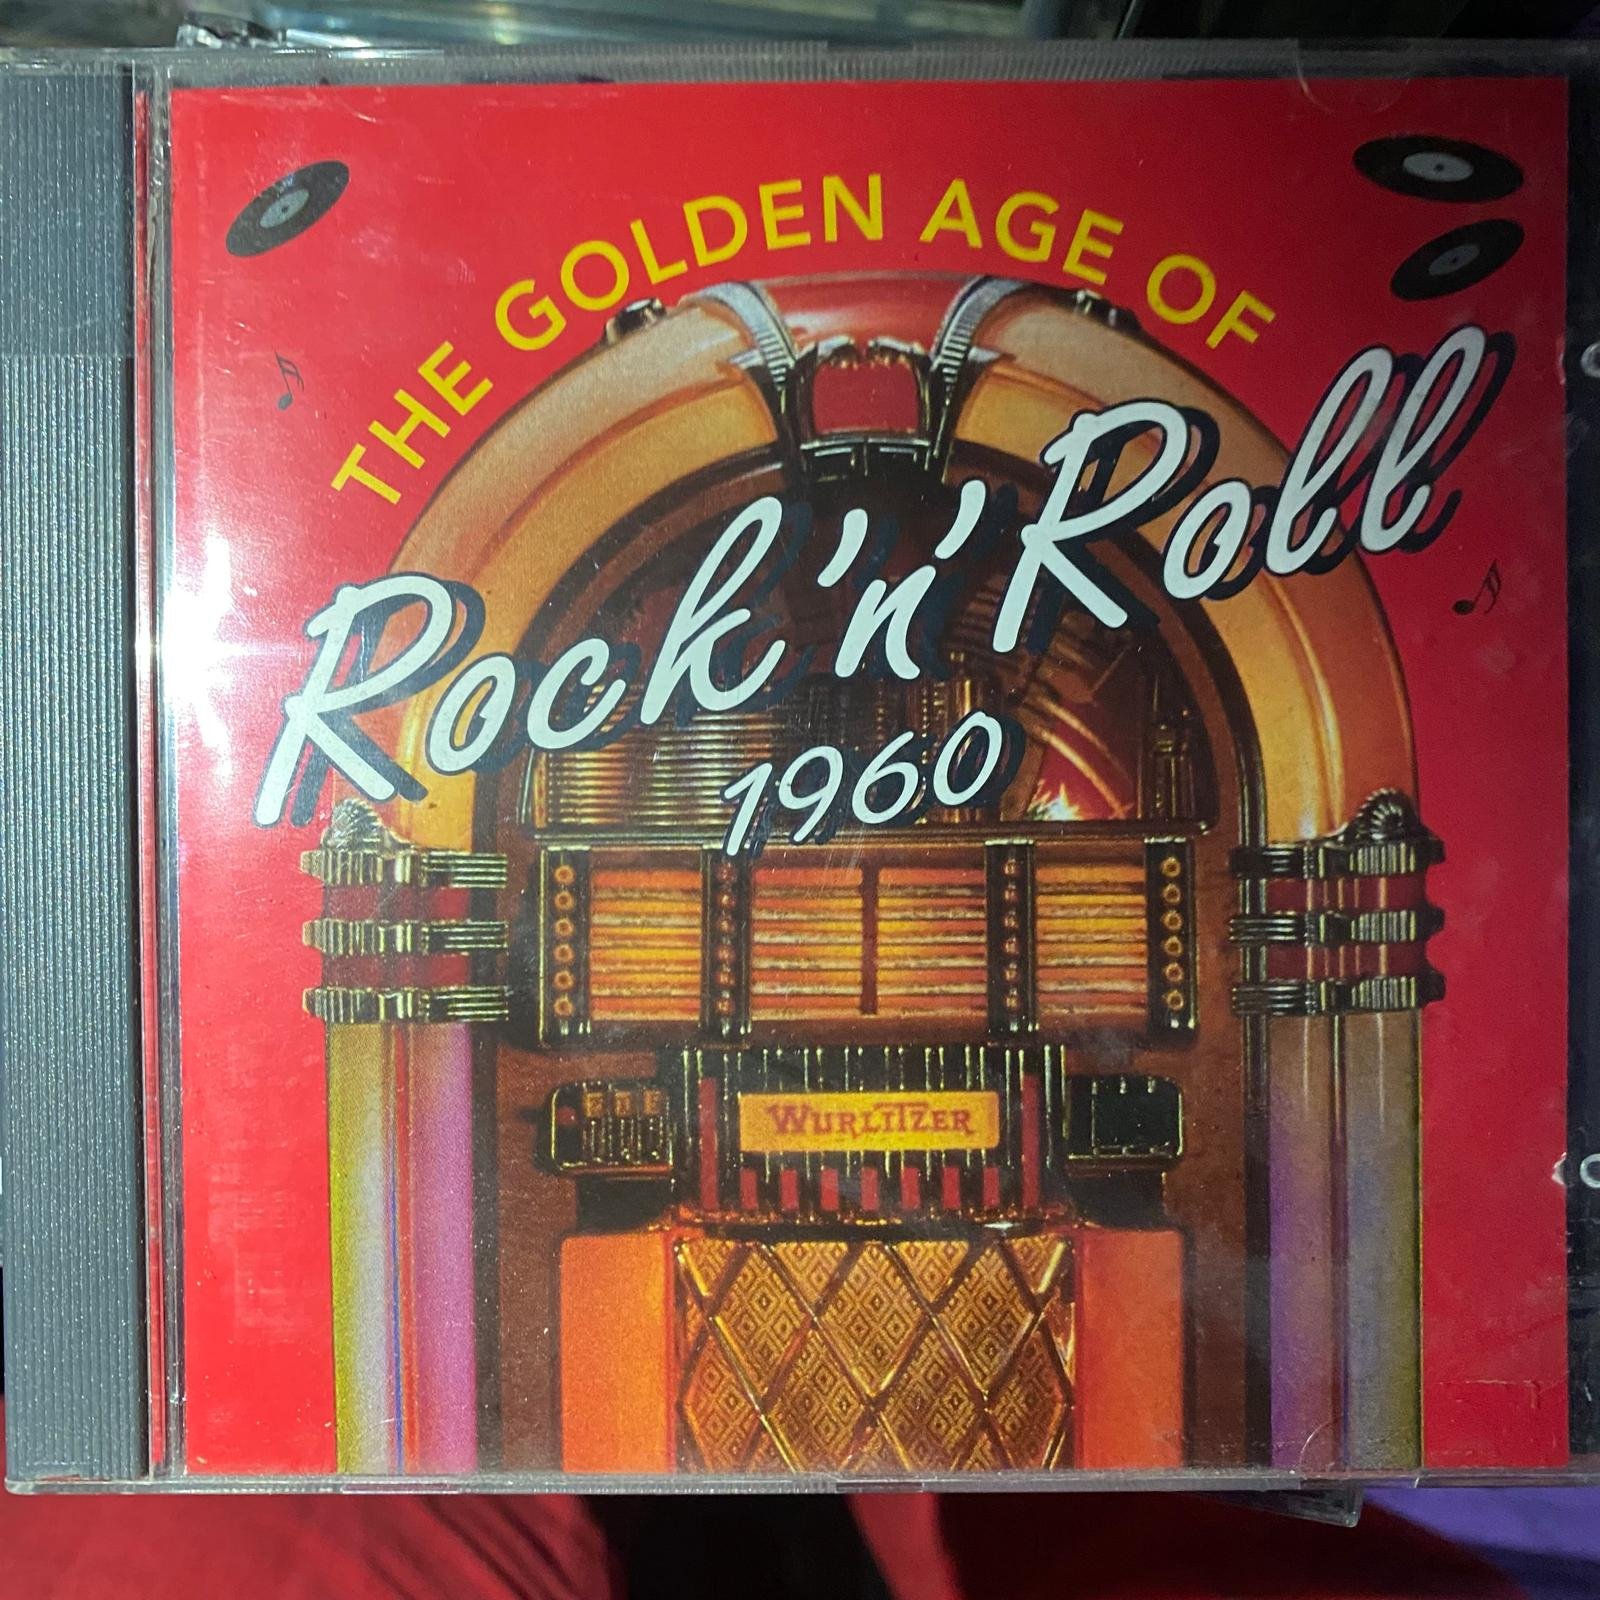 THE GOLDEN AGE OF
Rock 'n' Roll
1960
WURLITZER